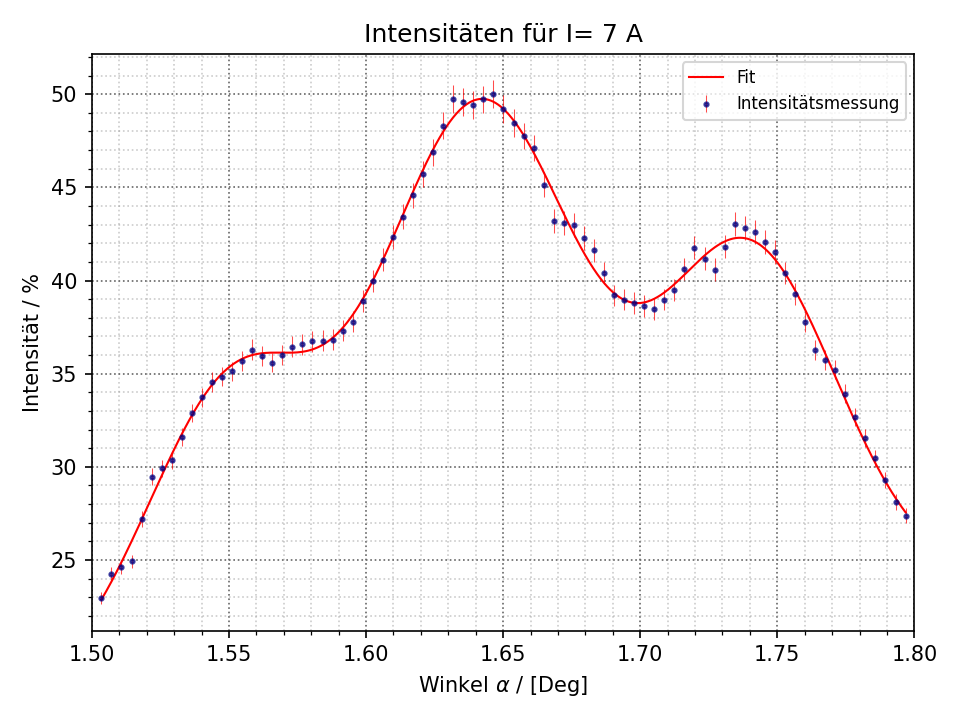 Intensitäten für I= 7 A
Fit
Intensitätsmessung
Intensität / %
50
45
40
35
30
25
1.50 1.55 1.60 1.65 1.70 1.75 1.80
Winkel α / [Deg]